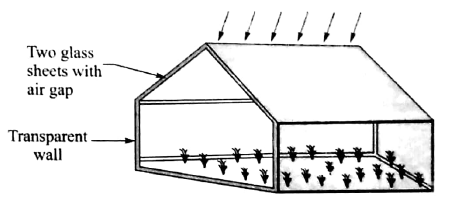 Two glass
sheets with
air gap
Transparent
wall